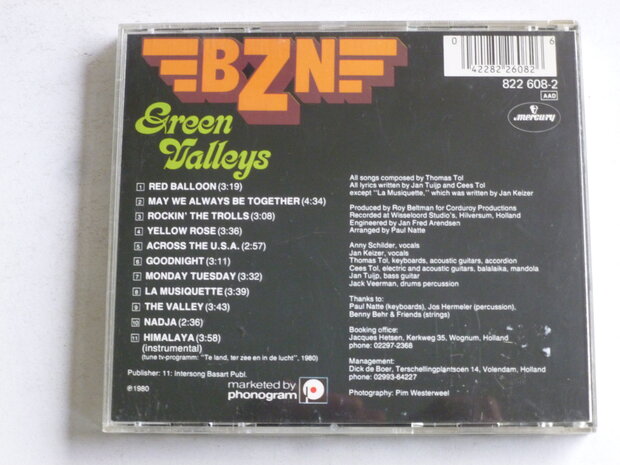 BZN
Green
Valleys
0 42282 26082 6
822 608-2
AAD
mercury
1 RED BALLOON (3:19)
2 MAY WE ALWAYS BE TOGETHER (4:34)
3 ROCKIN' THE TROLLS (3:08)
4 YELLOW ROSE (3:36)
5 ACROSS THE U.S.A. (2:57)
6 GOODNIGHT (3:11)
7 MONDAY TUESDAY (3:32)
8 LA MUSIQUETTE (3:39)
9 THE VALLEY (3:43)
10 NADJA (2:36)
11 HIMALAYA (3:58)
(instrumental)
(tune tv-programm: "Te land, ter zee en in de lucht", 1980)
Publisher: 11: Intersong Basart Publ.
℗1980
marketed by
phonogram
All songs composed by Thomas Tol
All lyrics written by Jan Tuijp and Cees Tol
except "La Musiquette," which was written by Jan Keizer
Produced by Roy Beltman for Corduroy Productions
Recorded at Wisseloord Studio's, Hilversum, Holland
Engineered by Jan Fred Arendsen
Arranged by Paul Natte
Anny Schilder, vocals
Jan Keizer, vocals
Thomas Tol, keyboards, acoustic guitars, accordion
Cees Tol, electric and acoustic guitars, balalaika, mandola
Jan Tuijp, bass guitar
Jack Veerman, drums percussion
Thanks to:
Paul Natte (keyboards), Jos Hermeler (percussion),
Benny Behr & Friends (strings)
Booking office:
Jacques Hetsen, Kerkweg 35, Wognum, Holland
phone: 02297-2368
Management:
Dick de Boer, Terschellingplantsoen 14, Volendam, Holland
phone: 02993-64227
Photography: Pim Westerweel